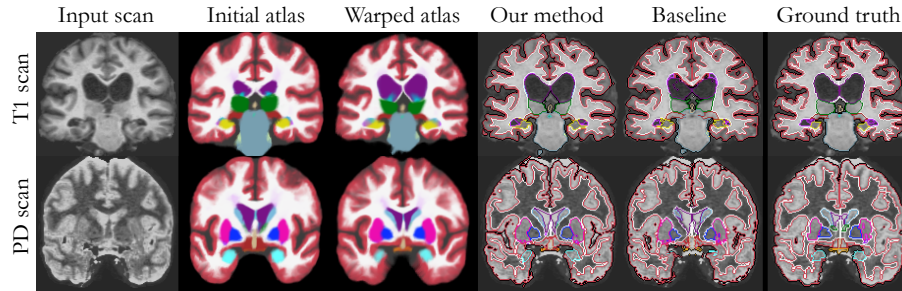 Input scan
Initial atlas
Warped atlas
Our method
Baseline
Ground truth
T1 scan
PD scan